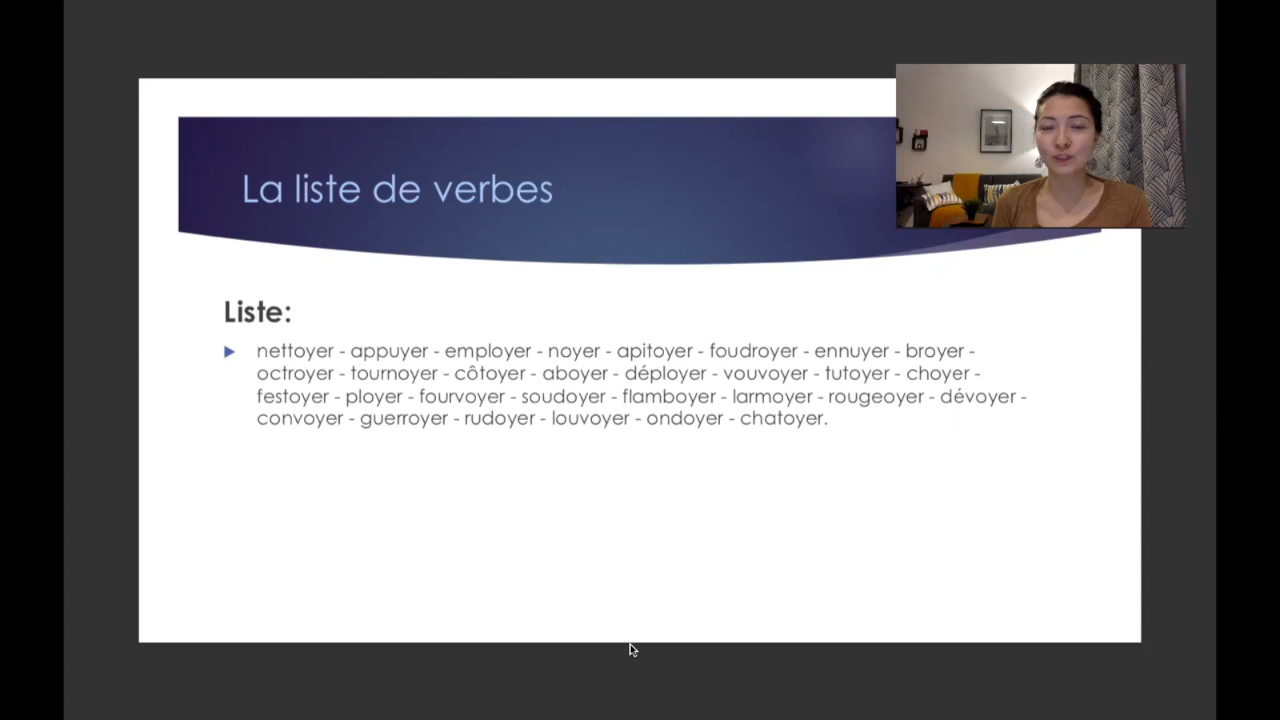 La liste de verbes
Liste:
nettoyer - appuyer - employer - noyer - apitoyer - foudroyer - ennuyer - broyer -
octroyer - tournoyer - côtoyer - aboyer - déployer - vouvoyer - tutoyer - choyer -
festoyer - ployer - fourvoyer - soudoyer - flamboyer - larmoyer - rougeoyer - dévoyer -
convoyer - guerroyer - rudoyer - louvoyer - ondoyer - chatoyer.